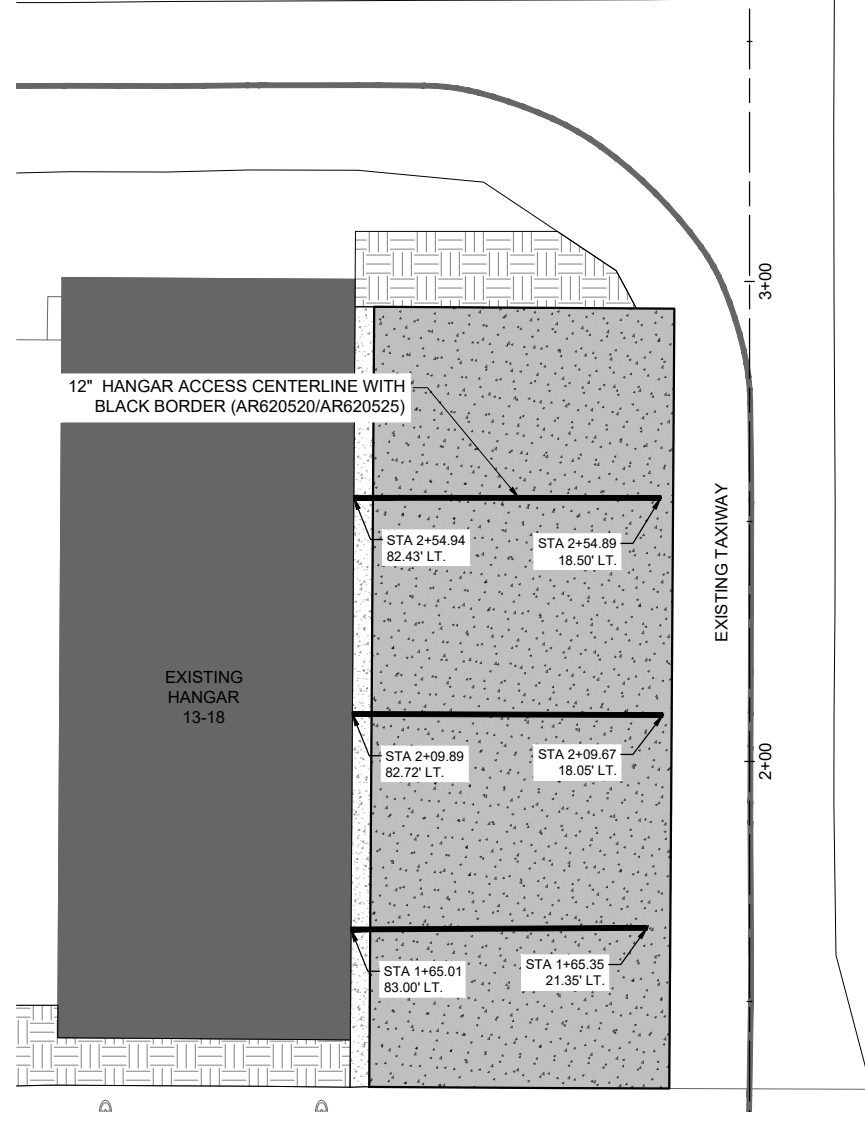 3+00
12" HANGAR ACCESS CENTERLINE WITH
BLACK BORDER (AR620520/AR620525)
EXISTING TAXIWAY
STA 2+54.94
82.43' LT.
STA 2+54.89
18.50' LT.
EXISTING
HANGAR
13-18
STA 2+09.89
82.72' LT.
STA 2+09.67
18.05' LT.
2+00
STA 1+65.01
83.00' LT.
STA 1+65.35
21.35' LT.